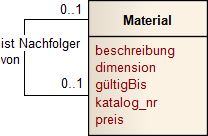 0..1
Material
ist Nachfolger
von
beschreibung
dimension
gültigBis
0..1
katalog_nr
preis